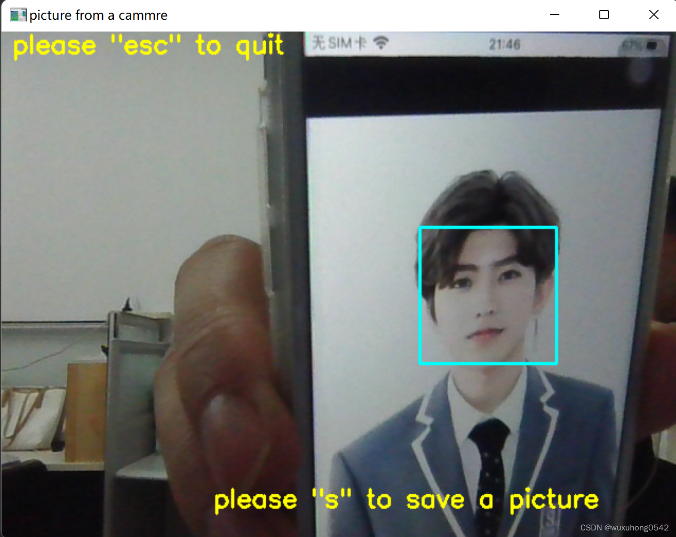 picture from a cammre
please "esc" to quit
无SIM卡
21:46
67%
please "s" to save a picture
CSDN @wuxuhong0542